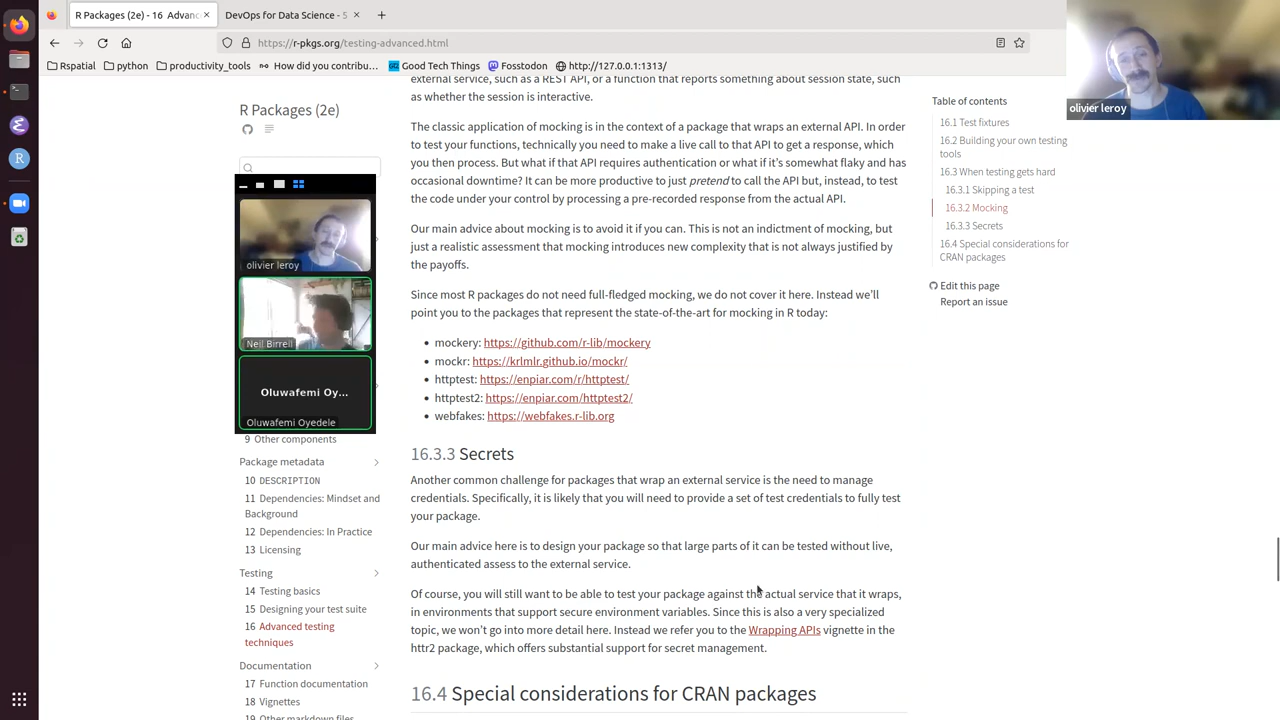 R Packages (2e) - 16 Advanc
DevOps for Data Science - S
https://r-pkgs.org/testing-advanced.html
Rspatial
python
productivity_tools
How did you contribu...
Good Tech Things
Fosstodon
http://127.0.0.1:1313/
olivier leroy
R Packages (2e)
olivier leroy
Neil Birrell
Oluwafemi Oy...
Oluwafemi Oyedele
9 Other components
Package metadata
10 DESCRIPTION
11 Dependencies: Mindset and
Background
12 Dependencies: In Practice
13 Licensing
Testing
14 Testing basics
15 Designing your test suite
16 Advanced testing
techniques
Documentation
17 Function documentation
18 Vignettes
19 Other markdown files
external service, such as a REST API, or a function that reports something about session state, such
as whether the session is interactive.
The classic application of mocking is in the context of a package that wraps an external API. In order
to test your functions, technically you need to make a live call to that API to get a response, which
you then process. But what if that API requires authentication or what if it's somewhat flaky and has
occasional downtime? It can be more productive to just pretend to call the API but, instead, to test
the code under your control by processing a pre-recorded response from the actual API.
Our main advice about mocking is to avoid it if you can. This is not an indictment of mocking, but
just a realistic assessment that mocking introduces new complexity that is not always justified by
the payoffs.
Since most R packages do not need full-fledged mocking, we do not cover it here. Instead we'll
point you to the packages that represent the state-of-the-art for mocking in R today:
• mockery: https://github.com/r-lib/mockery
• mockr: https://krlmlr.github.io/mockr/
• httptest: https://enpiar.com/r/httptest/
• httptest2: https://enpiar.com/httptest2/
• webfakes: https://webfakes.r-lib.org
16.3.3 Secrets
Another common challenge for packages that wrap an external service is the need to manage
credentials. Specifically, it is likely that you will need to provide a set of test credentials to fully test
your package.
Our main advice here is to design your package so that large parts of it can be tested without live,
authenticated assess to the external service.
Of course, you will still want to be able to test your package against the actual service that it wraps,
in environments that support secure environment variables. Since this is also a very specialized
topic, we won't go into more detail here. Instead we refer you to the Wrapping APIs vignette in the
httr2 package, which offers substantial support for secret management.
16.4 Special considerations for CRAN packages
Table of contents
16.1 Test fixtures
16.2 Building your own testing
tools
16.3 When testing gets hard
16.3.1 Skipping a test
16.3.2 Mocking
16.3.3 Secrets
16.4 Special considerations for
CRAN packages
Edit this page
Report an issue